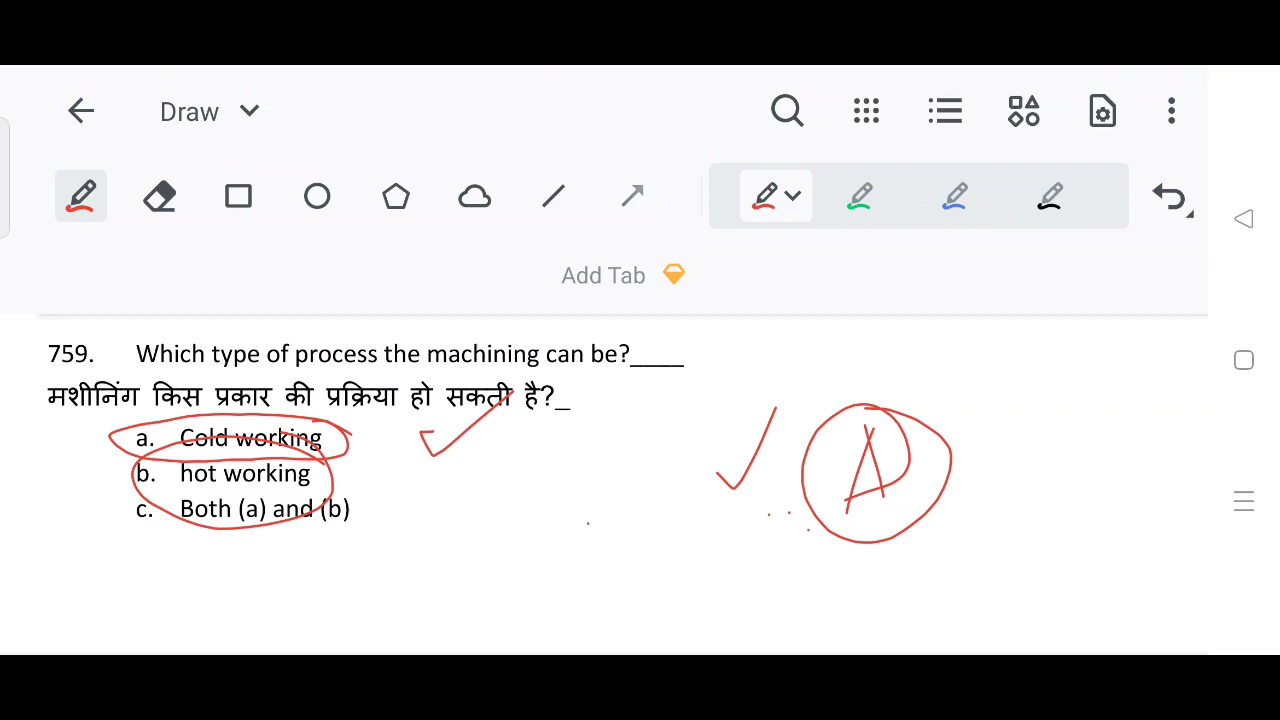 Draw
Add Tab
759. Which type of process the machining can be?____
मशीनिंग किस प्रकार की प्रक्रिया हो सकती है?_
a. Cold working
b. hot working
c. Both (a) and (b)
A